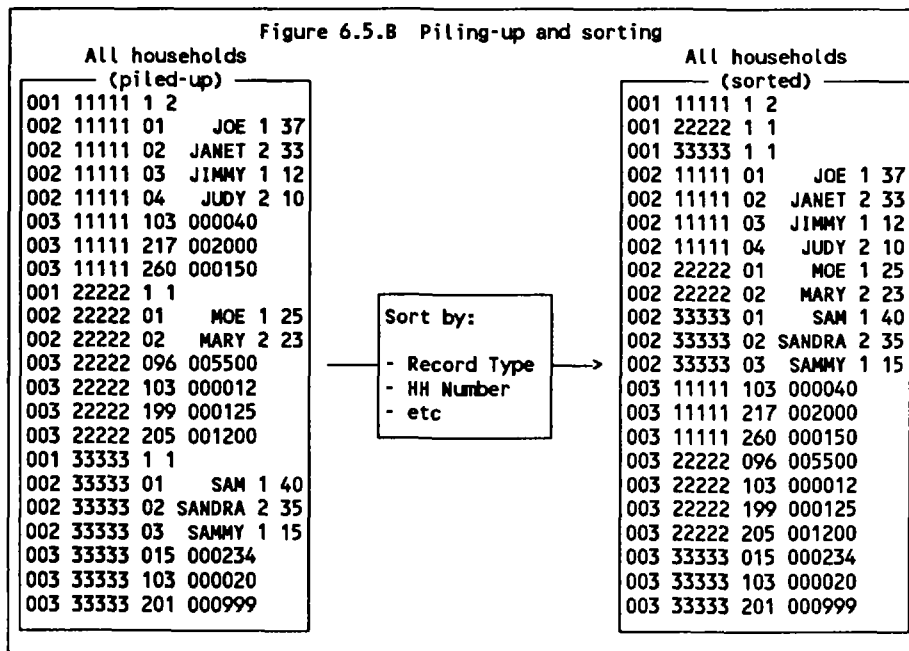 Figure 6.5.B Piling-up and sorting
All households
(piled-up)
001 11111 1 2
002 11111 01 JOE 1 37
002 11111 02 JANET 2 33
002 11111 03 JIMMY 1 12
002 11111 04 JUDY 2 10
003 11111 103 000040
003 11111 217 002000
003 11111 260 000150
001 22222 1 1
002 22222 01 MOE 1 25
002 22222 02 MARY 2 23
003 22222 096 005500
003 22222 103 000012
003 22222 199 000125
003 22222 205 001200
001 33333 1 1
002 33333 01 SAM 1 40
002 33333 02 SANDRA 2 35
002 33333 03 SAMMY 1 15
003 33333 015 000234
003 33333 103 000020
003 33333 201 000999
Sort by:
- Record Type
- HH Number
- etc
All households
(sorted)
001 11111 1 2
001 22222 1 1
001 33333 1 1
002 11111 01 JOE 1 37
002 11111 02 JANET 2 33
002 11111 03 JIMMY 1 12
002 11111 04 JUDY 2 10
002 22222 01 MOE 1 25
002 22222 02 MARY 2 23
002 33333 01 SAM 1 40
002 33333 02 SANDRA 2 35
002 33333 03 SAMMY 1 15
003 11111 103 000040
003 11111 217 002000
003 11111 260 000150
003 22222 096 005500
003 22222 103 000012
003 22222 199 000125
003 22222 205 001200
003 33333 015 000234
003 33333 103 000020
003 33333 201 000999